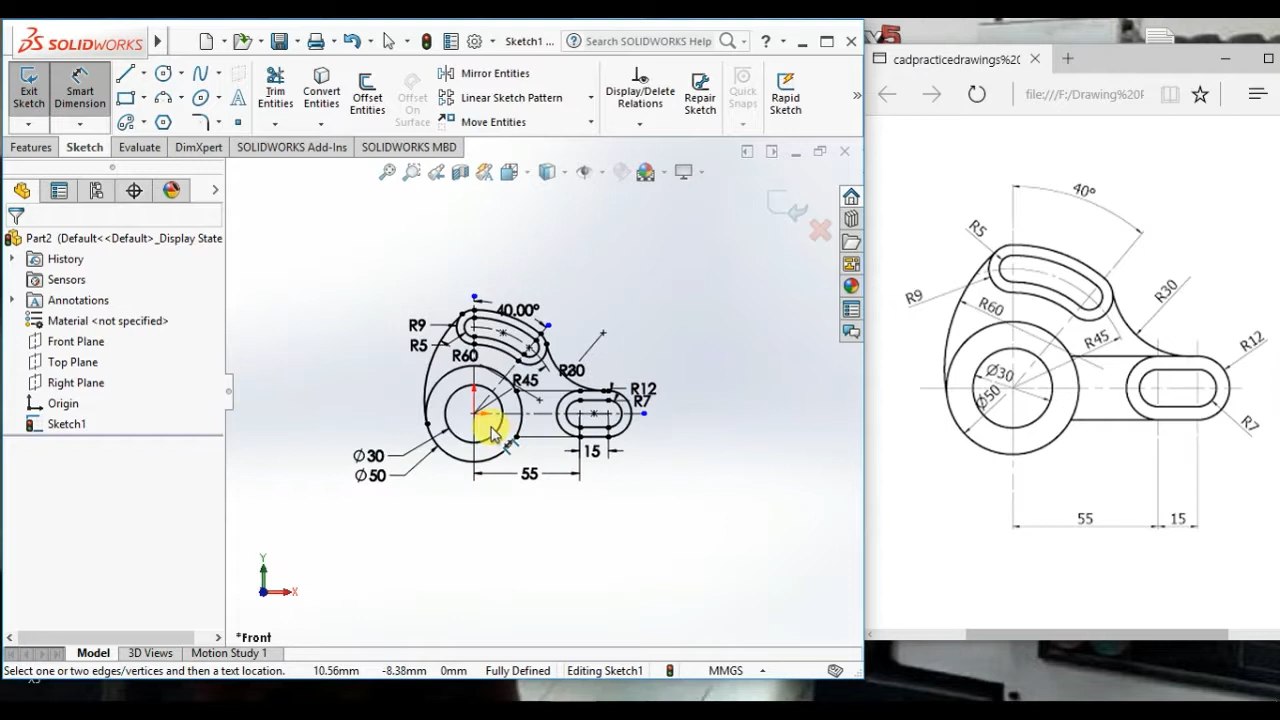 SOLIDWORKS
Sketch1 ...
Search SOLIDWORKS Help
?
Exit Sketch
Smart Dimension
Trim Entities
Convert Entities
Offset Entities
Offset On Surface
Mirror Entities
Linear Sketch Pattern
Move Entities
Display/Delete Relations
Repair Sketch
Quick Snaps
Rapid Sketch
Features
Sketch
Evaluate
DimXpert
SOLIDWORKS Add-Ins
SOLIDWORKS MBD
Part2 (Default<<Default>_Display State
History
Sensors
Annotations
Material <not specified>
Front Plane
Top Plane
Right Plane
Origin
Sketch1
40.00°
R9
R5
R60
R30
R45
R12
R7
15
55
Ø30
Ø50
Y
X
*Front
Model
3D Views
Motion Study 1
Select one or two edges/vertices and then a text location.
10.56mm
-8.38mm
0mm
Fully Defined
Editing Sketch1
MMGS
5
cadpracticedrawings%20
file:///F:/Drawing%20F
40°
R5
R9
R60
R30
R45
R12
Ø30
Ø50
R7
55
15